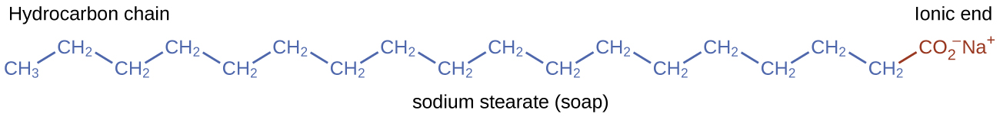 Hydrocarbon chain
Ionic end
CH₃ CH₂ CH₂ CH₂ CH₂ CH₂ CH₂ CH₂ CH₂ CH₂ CH₂ CH₂ CH₂ CH₂ CH₂ CH₂ CH₂ CO₂⁻Na⁺
sodium stearate (soap)